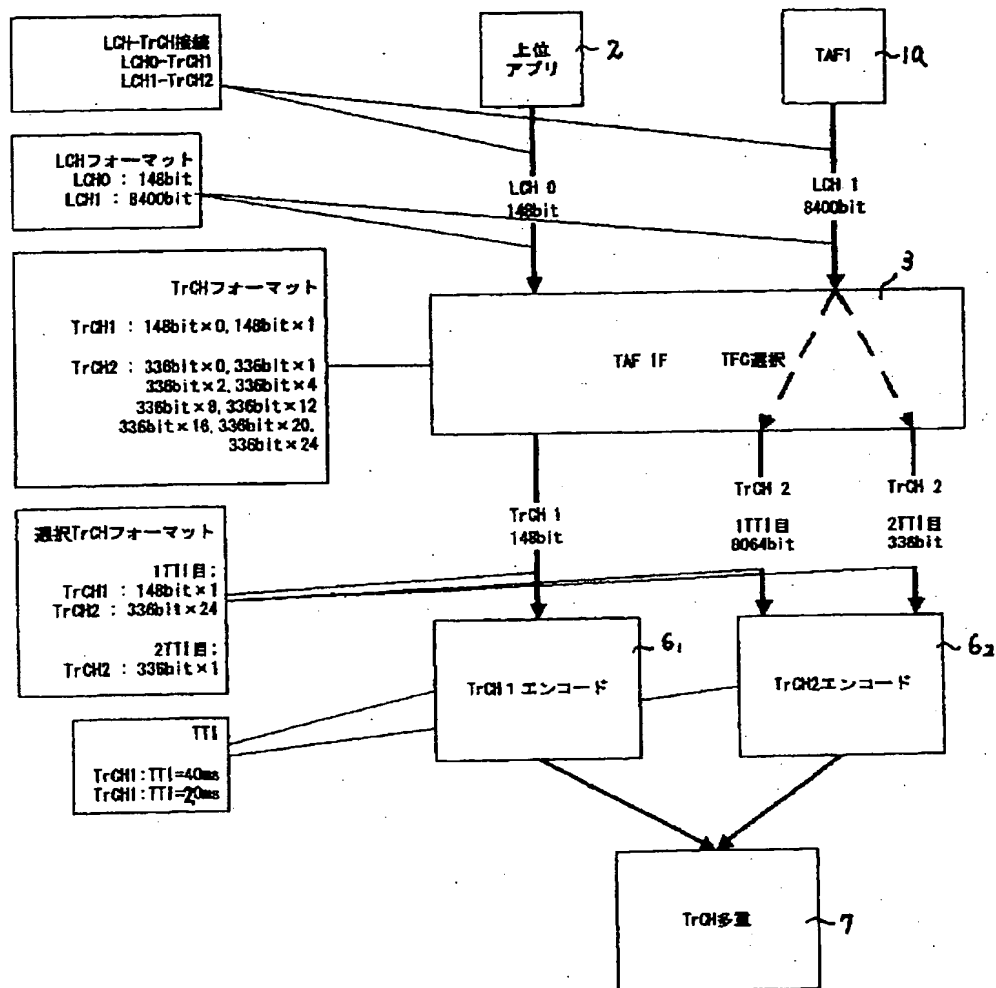 LCH-TrCH接続
LCH0-TrCH1
LCH1-TrCH2
上位
アプリ
2
TAF1
1a
LCHフォーマット
LCH0 : 148bit
LCH1 : 8400bit
LCH 0
148bit
LCH 1
8400bit
3
TrCHフォーマット
TrCH1 : 148bit×0, 148bit×1
TrCH2 : 336bit×0, 336bit×1
336bit×2, 336bit×4
336bit×8, 336bit×12
336bit×16, 336bit×20,
336bit×24
TAF IF
TFC選択
TrCH 1
148bit
TrCH 2
1TTI目
8064bit
TrCH 2
2TTI目
336bit
選択TrCHフォーマット
1TTI目;
TrCH1 : 148bit×1
TrCH2 : 336bit×24
2TTI目;
TrCH2 : 336bit×1
TrCH1エンコード
6₁
TrCH2エンコード
6₂
TTI
TrCH1:TTI=40ms
TrCH1:TTI=20ms
TrCH多重
7